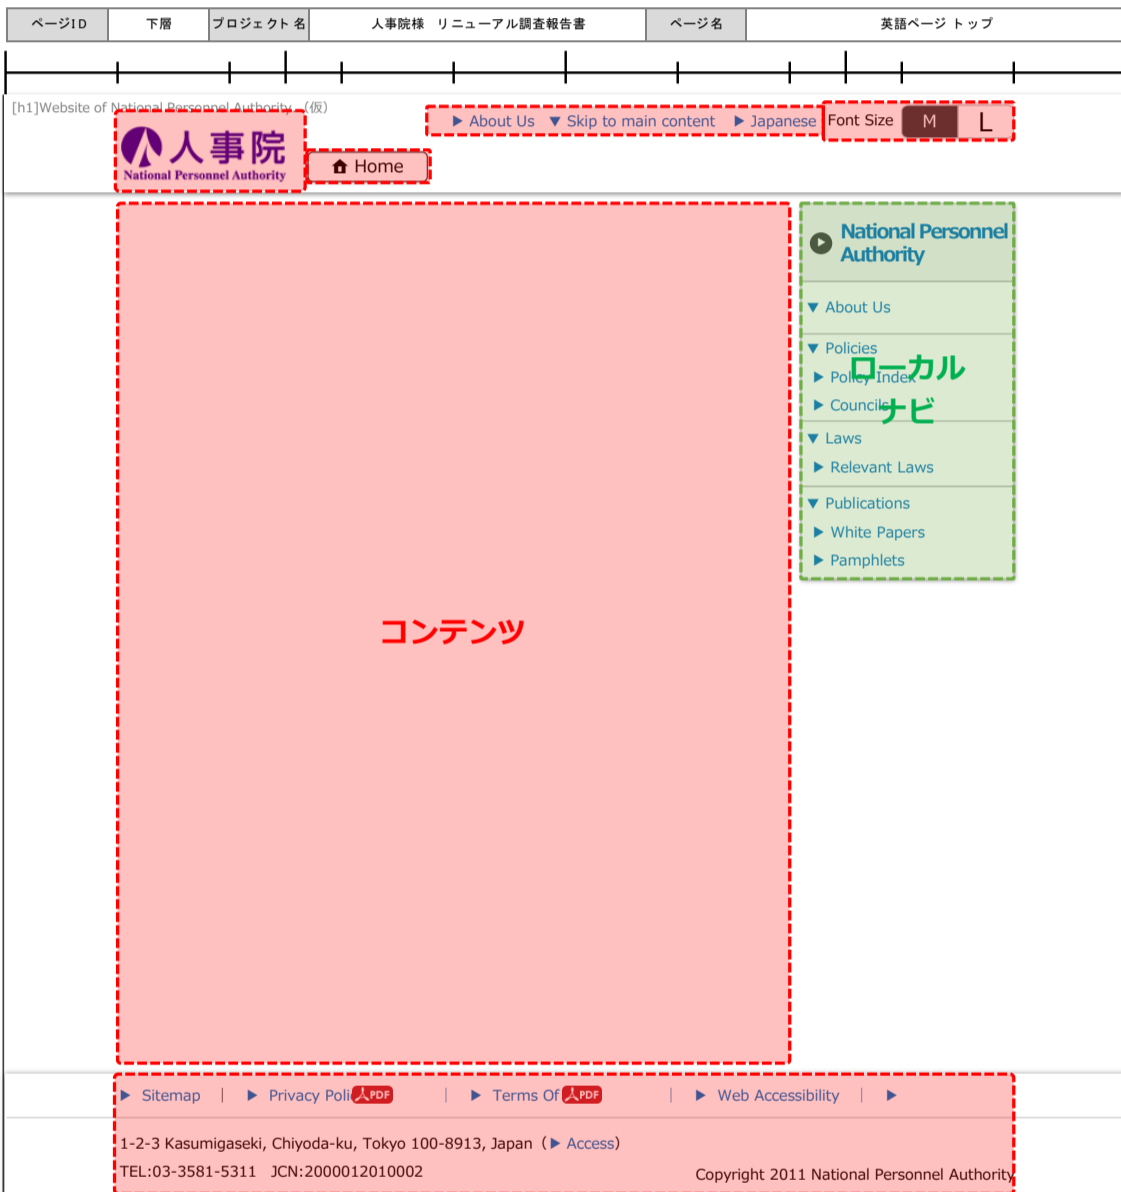 ページID 下層 プロジェクト名 人事院様 リニューアル調査報告書 ページ名 英語ページトップ
[h1]Website of National Personnel Authority （仮）
▶ About Us ▼ Skip to main content ▶ Japanese Font Size M L
人事院
National Personnel Authority
Home
National Personnel
Authority
▼ About Us
▼ Policies
▶ Policy Index
ローカル
▶ Councils
ナビ
▼ Laws
▶ Relevant Laws
▼ Publications
▶ White Papers
▶ Pamphlets
コンテンツ
▶ Sitemap | ▶ Privacy Poli PDF | ▶ Terms Of PDF | ▶ Web Accessibility | ▶
1-2-3 Kasumigaseki, Chiyoda-ku, Tokyo 100-8913, Japan（▶ Access）
TEL:03-3581-5311 JCN:2000012010002
Copyright 2011 National Personnel Authority